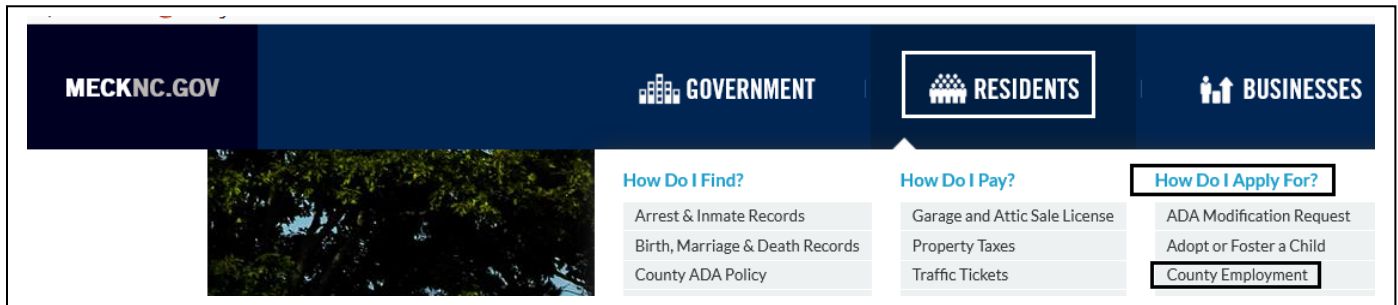 MECKNC.GOV
GOVERNMENT
RESIDENTS
BUSINESSES
How Do I Find?
Arrest & Inmate Records
Birth, Marriage & Death Records
County ADA Policy
How Do I Pay?
Garage and Attic Sale License
Property Taxes
Traffic Tickets
How Do I Apply For?
ADA Modification Request
Adopt or Foster a Child
County Employment